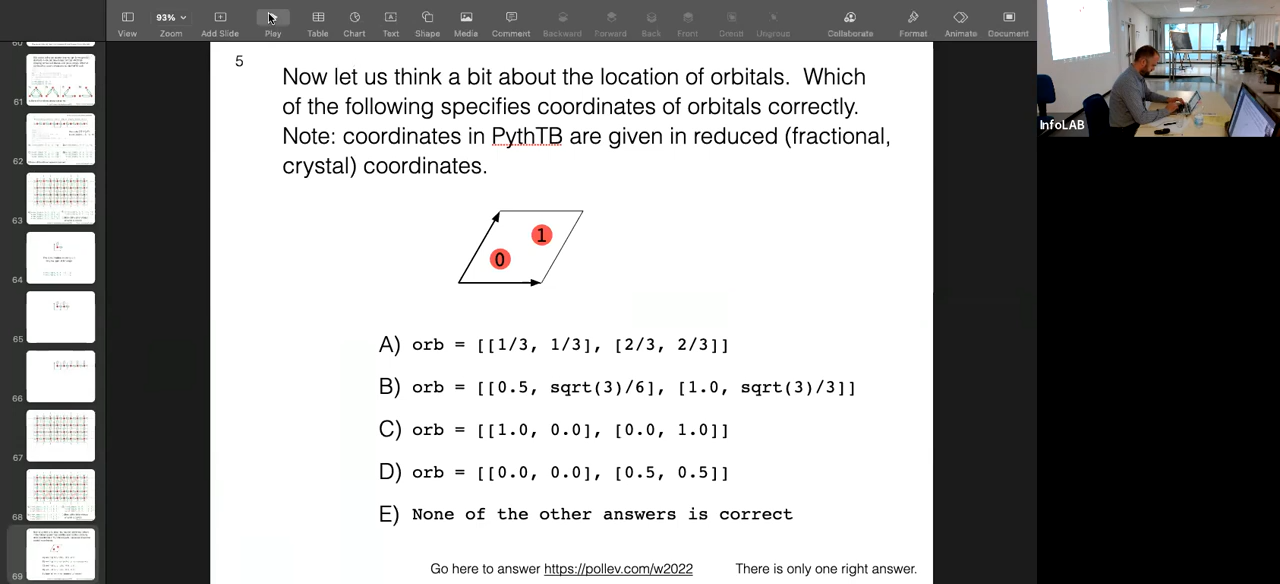 93%
View
Zoom
Add Slide
Play
Table
Chart
Text
Shape
Media
Comment
Backward
Forward
Back
Front
Group
Ungroup
Collaborate
Format
Animate
Document
InfoLAB
60
61
62
63
64
65
66
67
68
69
5
Now let us think a bit about the location of orbitals. Which
of the following specifies coordinates of orbitals correctly.
Note: coordinates in PythTB are given in reduced (fractional,
crystal) coordinates.
1
0
A) orb = [[1/3, 1/3], [2/3, 2/3]]
B) orb = [[0.5, sqrt(3)/6], [1.0, sqrt(3)/3]]
C) orb = [[1.0, 0.0], [0.0, 1.0]]
D) orb = [[0.0, 0.0], [0.5, 0.5]]
E) None of the other answers is correct
Go here to answer https://pollev.com/w2022 There is only one right answer.